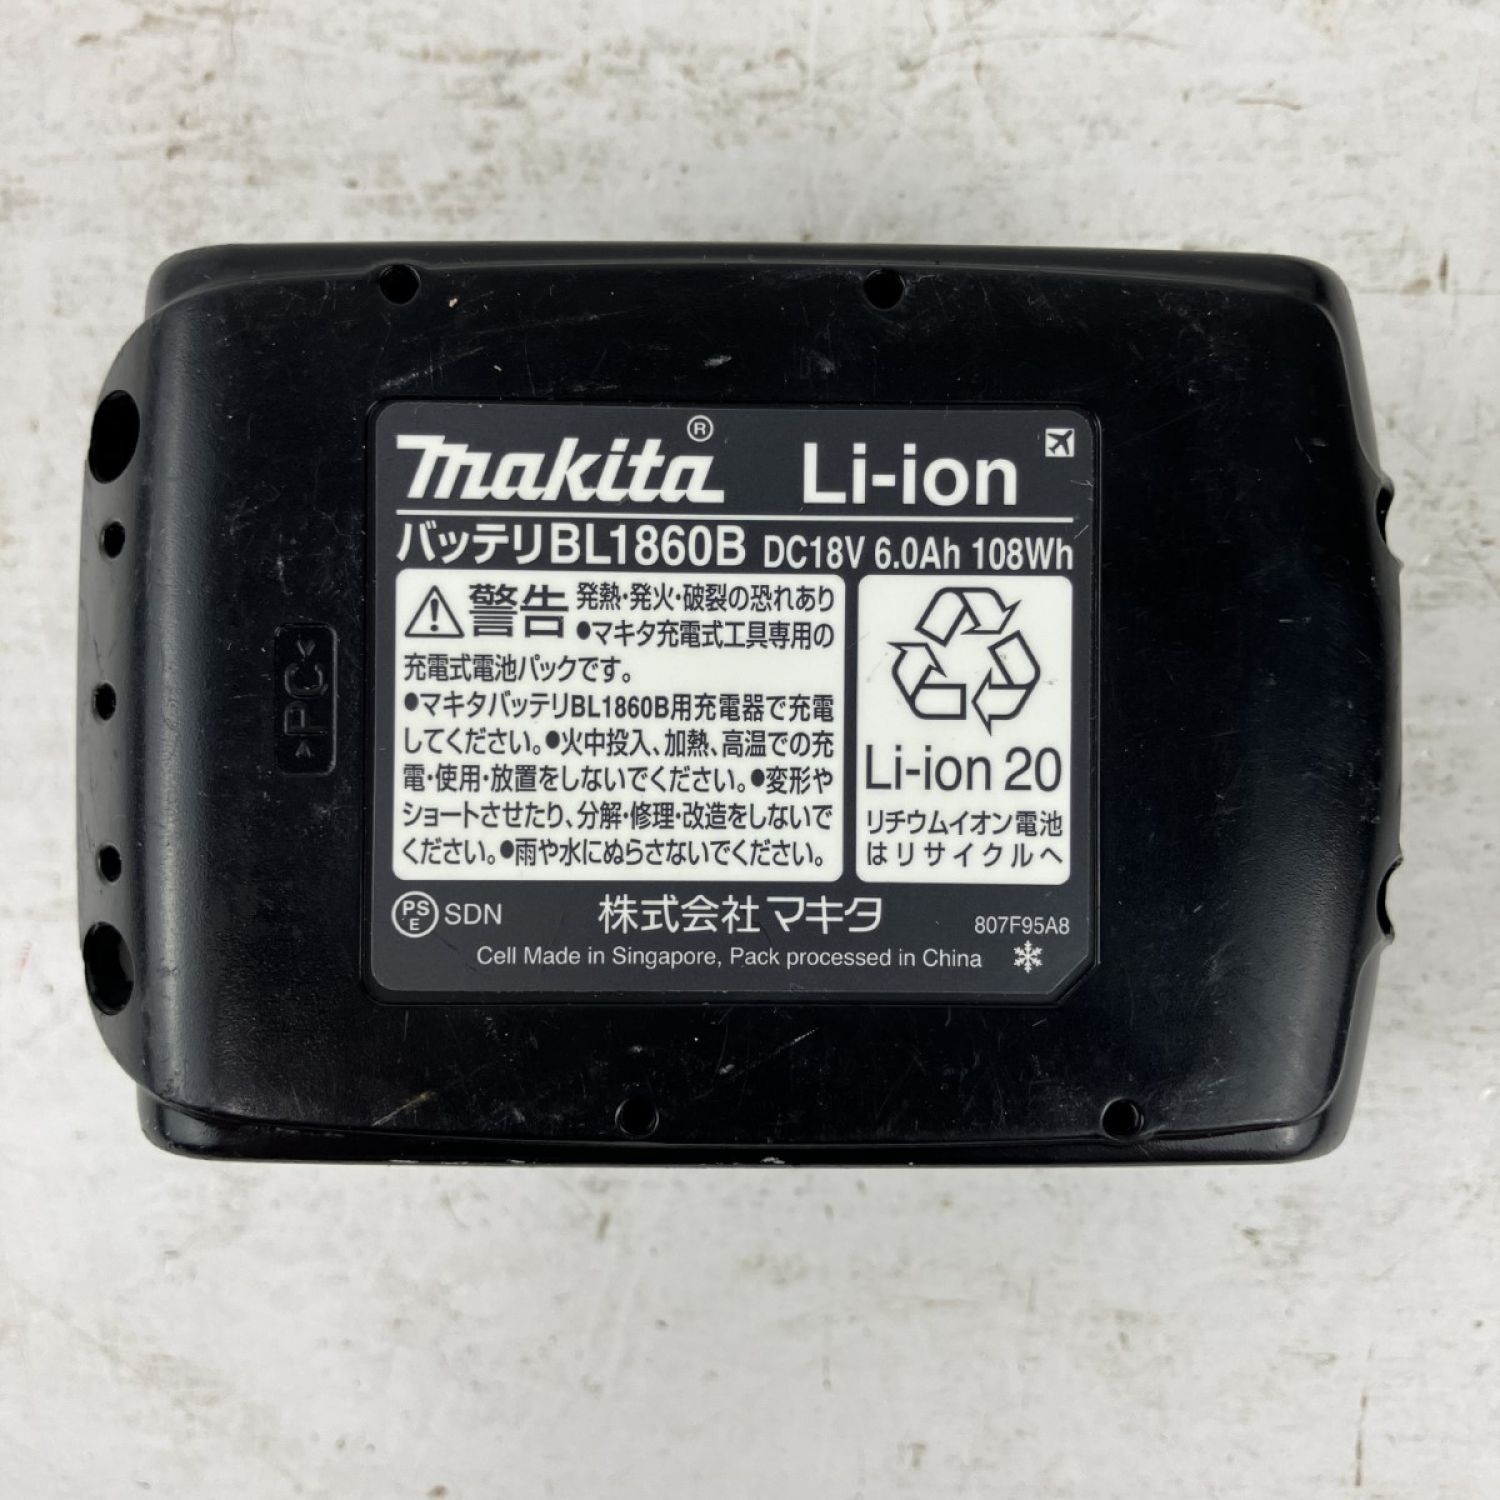 makita® Li-ion
バッテリBL1860B DC18V 6.0Ah 108Wh
警告 発熱・発火・破裂の恐れあり
●マキタ充電式工具専用の
充電式電池パックです。
●マキタバッテリBL1860B用充電器で充電
してください。●火中投入、加熱、高温での充
電・使用・放置をしないでください。●変形や
ショートさせたり、分解・修理・改造をしないで
ください。●雨や水にぬらさないでください。
Li-ion 20
リチウムイオン電池
はリサイクルへ
PS
E SDN 株式会社マキタ 807F95A8
Cell Made in Singapore, Pack processed in China
>PC<